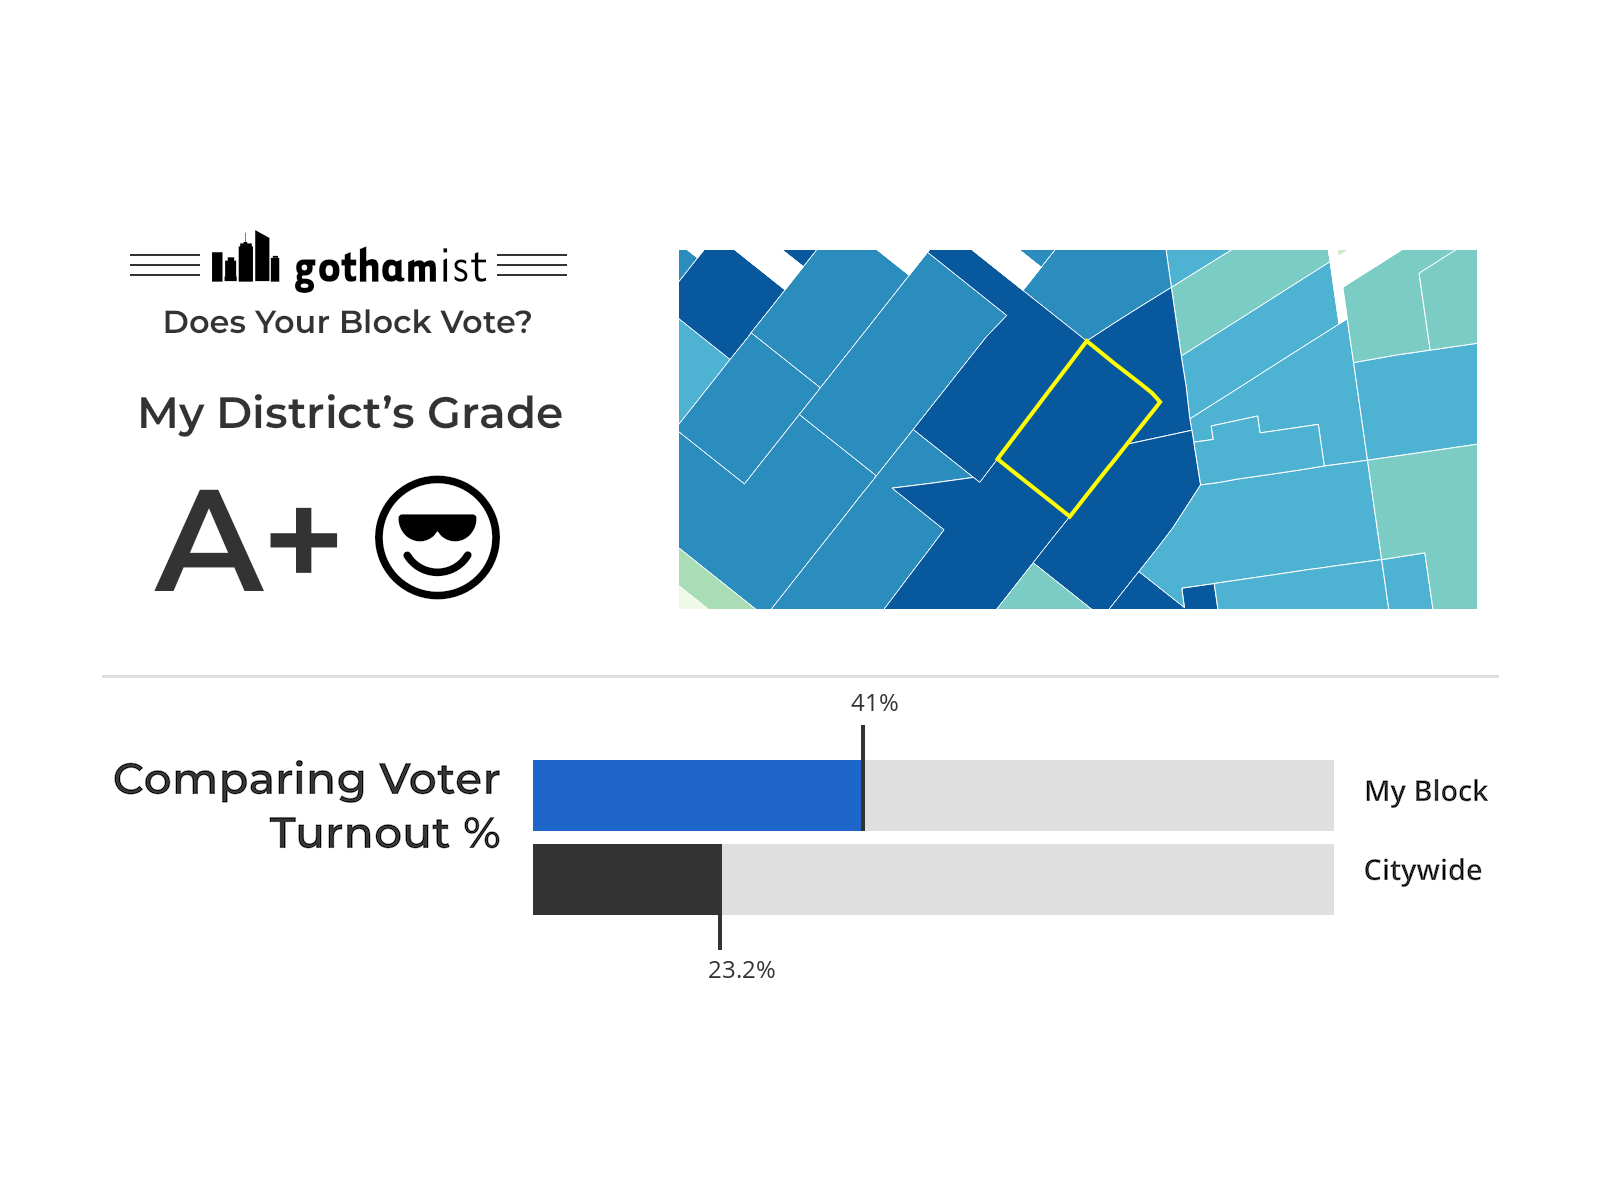 gothamist
Does Your Block Vote?
My District’s Grade
A+
41%
Comparing Voter
Turnout %
My Block
Citywide
23.2%